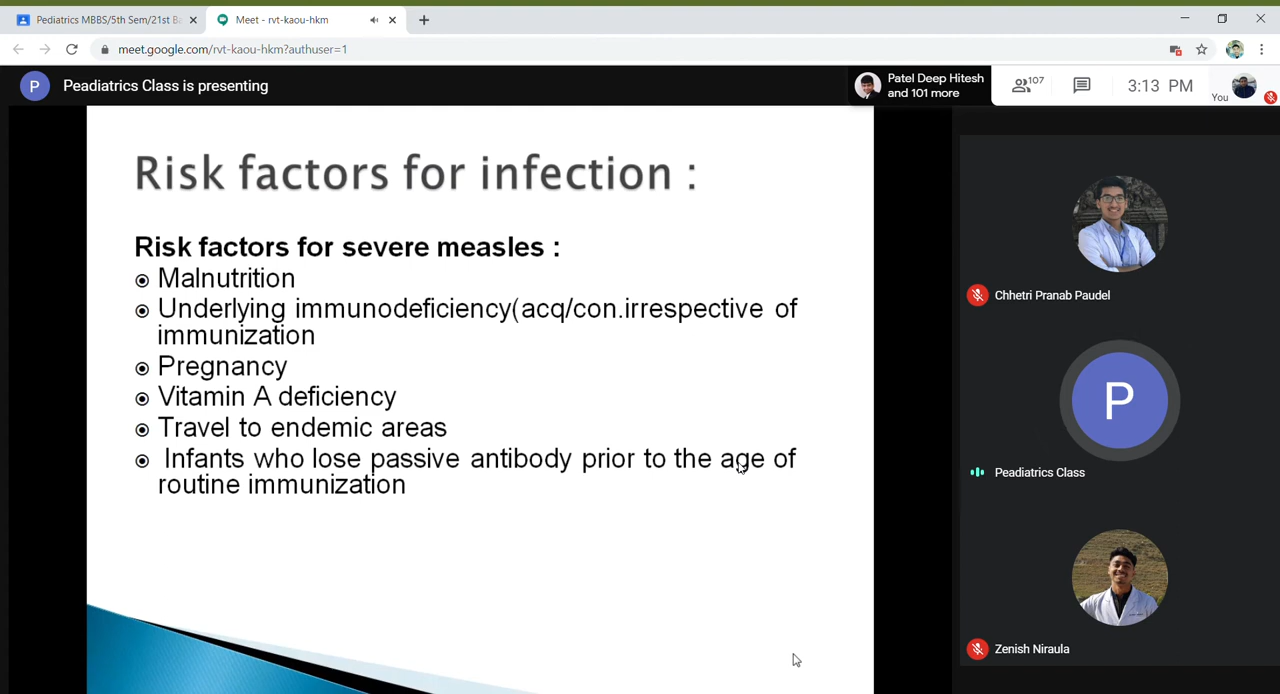 Pediatrics MBBS/5th Sem/21st Ba
Meet - rvt-kaou-hkm
meet.google.com/rvt-kaou-hkm?authuser=1
P
Peadiatrics Class is presenting
Patel Deep Hitesh
and 101 more
107
3:13 PM
You
Risk factors for infection :
Risk factors for severe measles :
Malnutrition
Underlying immunodeficiency(acq/con.irrespective of
immunization
Pregnancy
Vitamin A deficiency
Travel to endemic areas
Infants who lose passive antibody prior to the age of
routine immunization
Chhetri Pranab Paudel
P
Peadiatrics Class
Zenish Niraula